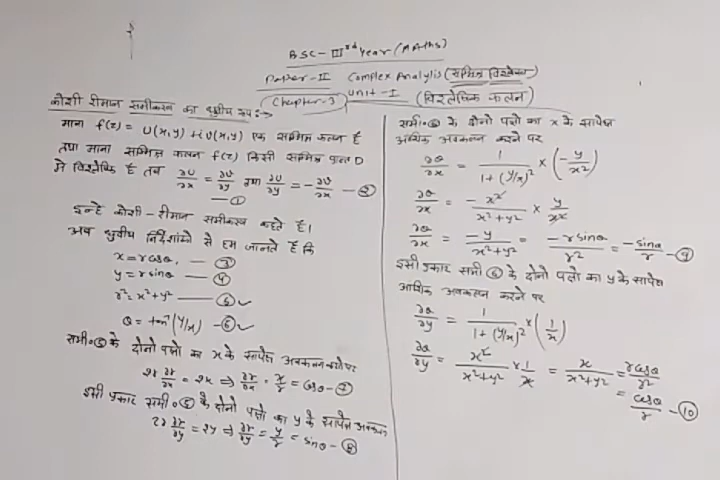 BSC-III rd Year (Maths)
Paper-II Complex Analysis (सम्मिश्र विश्लेषण)
Unit-I
Chapter-3 (विश्लेषिक फलन)
कोशी रीमान समीकरण का ध्रुवीय रूप:→
माना f(z) = U(x,y) + iV(x,y) एक सम्मिश्र फलन है
तथा माना सम्मिश्र फलन f(z) किसी सम्मिश्र प्रान्त D
मे विश्लेषिक है तब ∂U/∂x = ∂V/∂y तथा ∂U/∂y = -∂V/∂x — ②
— ①
इन्हे कोशी-रीमान समीकरण कहते है।
अब ध्रुवीय निर्देशांको से हम जानते है कि
x = r cosθ, — ③
y = r sinθ — ④
r² = x² + y² — ⑤ ✓
θ = tan⁻¹(y/x) — ⑥ ✓
समी॰ ⑤ के दोनो पक्षो का x के सापेक्ष अवकलन करने पर
2r ∂r/∂x = 2x ⇒ ∂r/∂x = x/r = cosθ — ⑦
इसी प्रकार समी॰ ⑤ के दोनो पक्षो का y के सापेक्ष अवकलन
2r ∂r/∂y = 2y ⇒ ∂r/∂y = y/r = sinθ — ⑧
समी॰ ⑥ के दोनो पक्षो का x के सापेक्ष
आंशिक अवकलन करने पर
∂θ/∂x = 1/(1+(y/x)²) × (-y/x²)
∂θ/∂x = -x²/(x²+y²) × y/x²
∂θ/∂x = -y/(x²+y²) = -r sinθ/r² = -sinθ/r — ⑨
इसी प्रकार समी ⑥ के दोनो पक्षो का y के सापेक्ष
आंशिक अवकलन करने पर
∂θ/∂y = 1/(1+(y/x)²) × (1/x)
∂θ/∂y = x²/(x²+y²) × 1/x = x/(x²+y²) = r cosθ/r²
= cosθ/r — ⑩